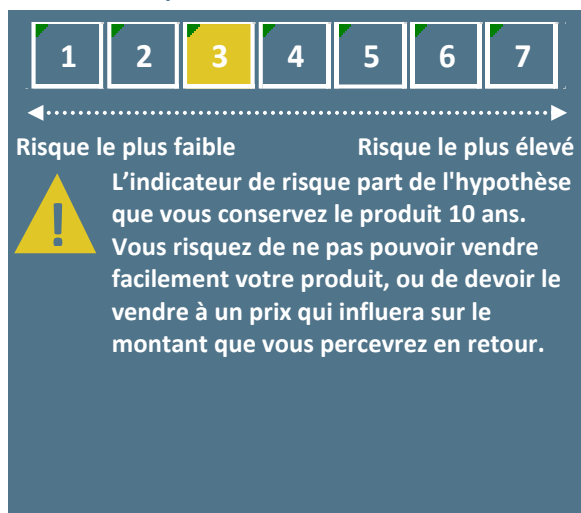 1 2 3 4 5 6 7
Risque le plus faible Risque le plus élevé
L’indicateur de risque part de l'hypothèse
que vous conservez le produit 10 ans.
Vous risquez de ne pas pouvoir vendre
facilement votre produit, ou de devoir le
vendre à un prix qui influera sur le
montant que vous percevrez en retour.